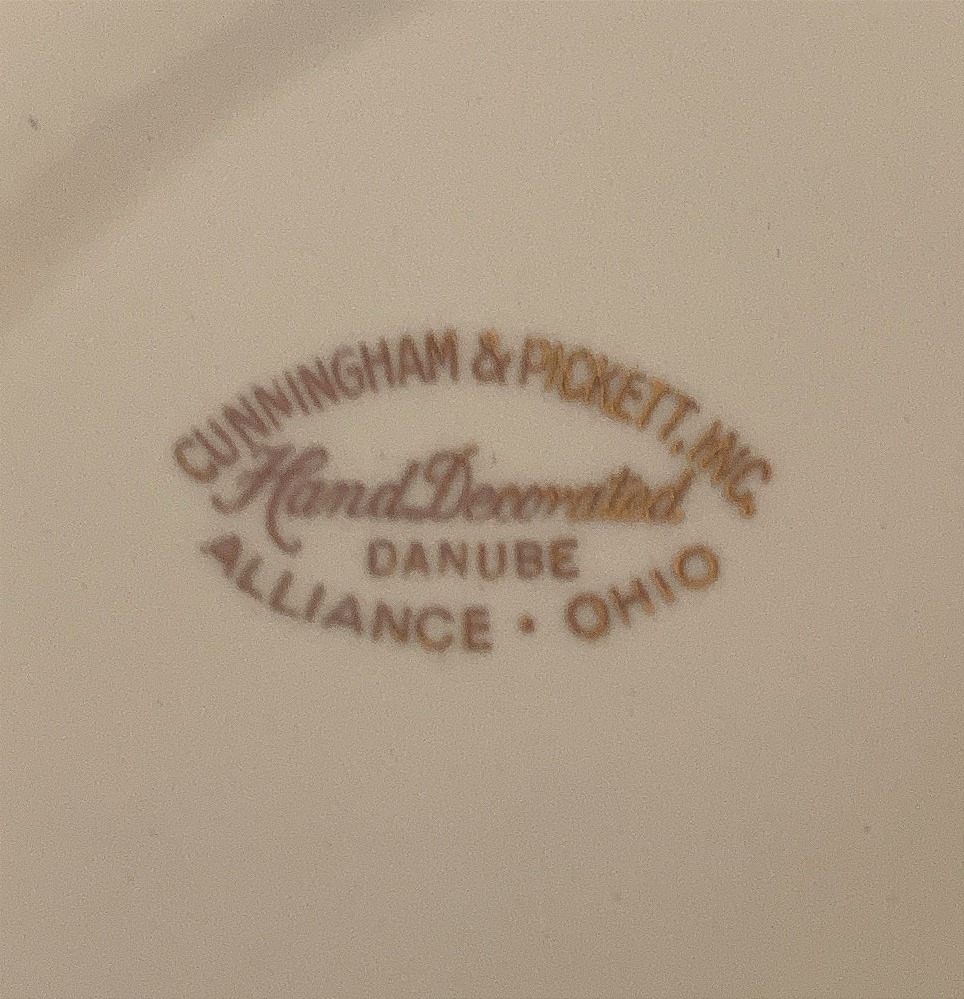 CUNNINGHAM & PICKETT, INC.
Hand Decorated
DANUBE
ALLIANCE • OHIO